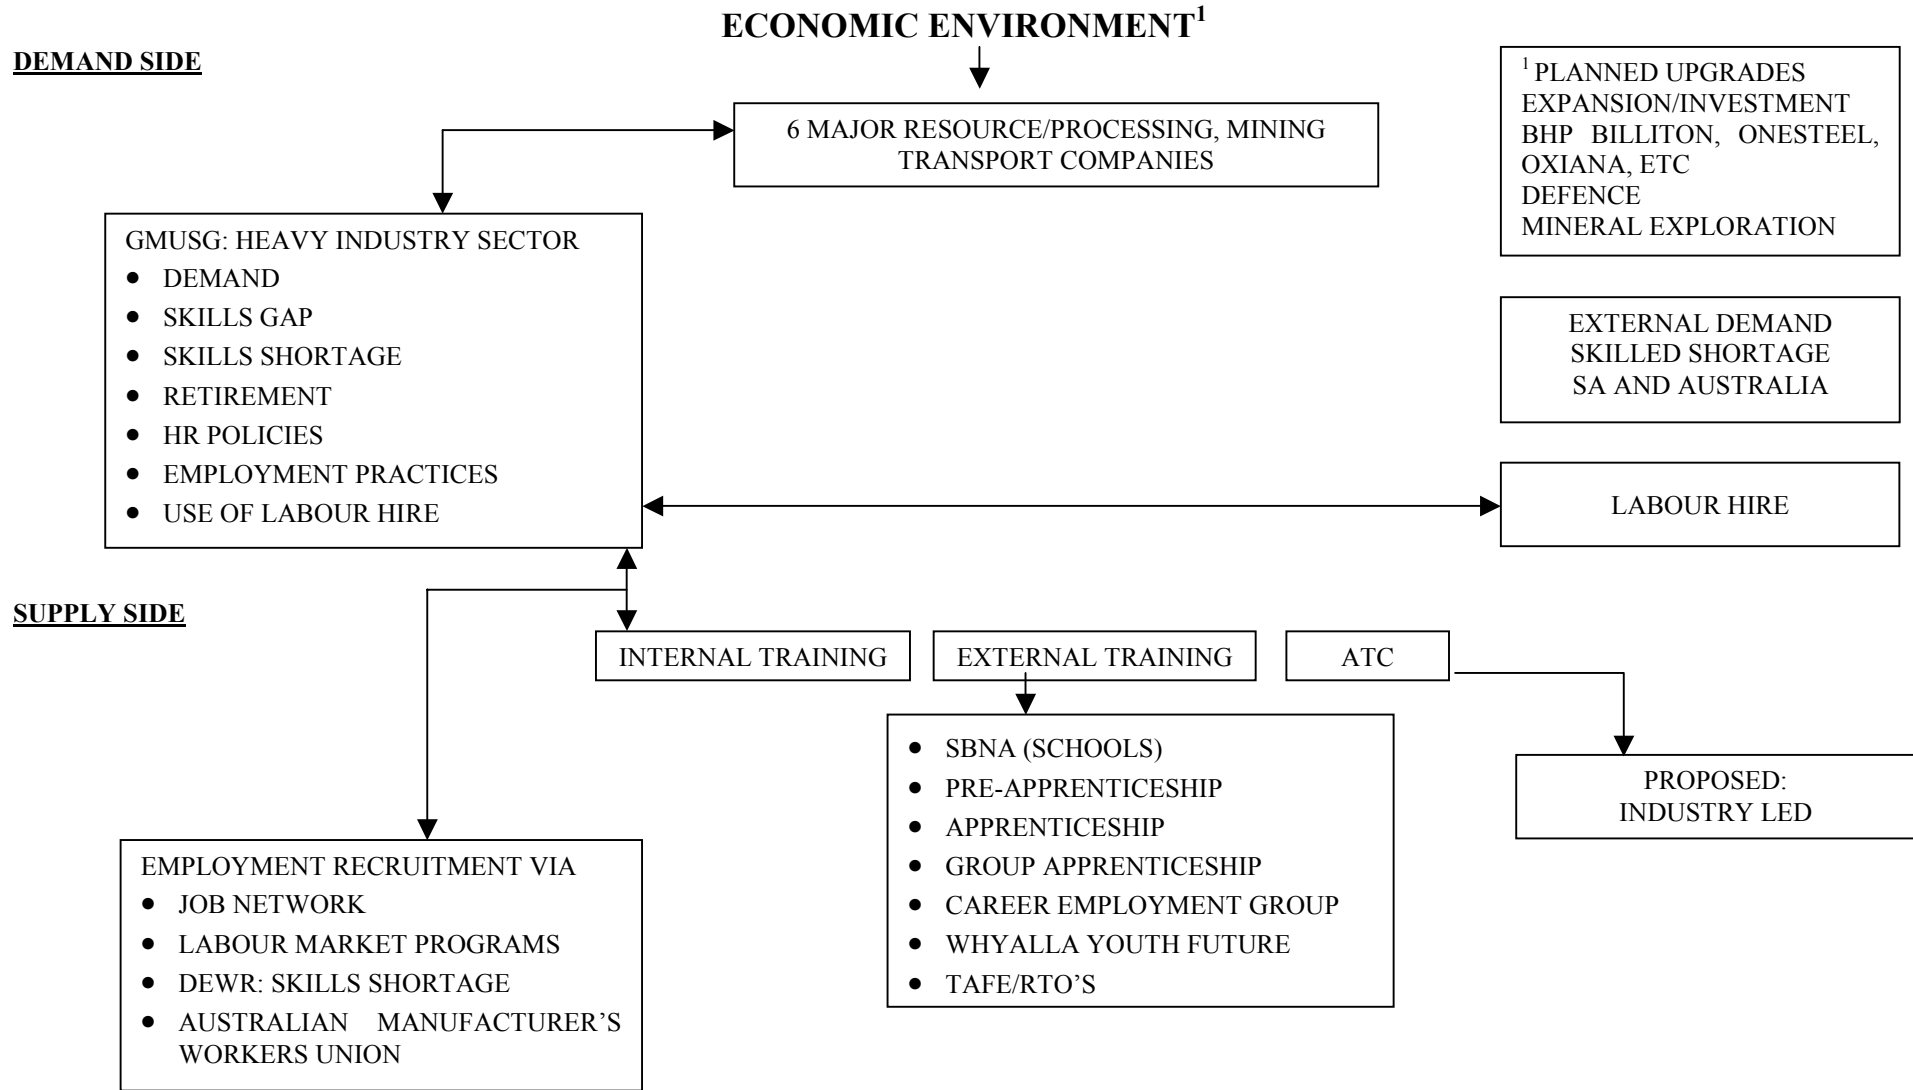 ECONOMIC ENVIRONMENT¹
DEMAND SIDE
¹ PLANNED UPGRADES
EXPANSION/INVESTMENT
BHP BILLITON, ONESTEEL,
OXIANA, ETC
DEFENCE
MINERAL EXPLORATION
6 MAJOR RESOURCE/PROCESSING, MINING
TRANSPORT COMPANIES
GMUSG: HEAVY INDUSTRY SECTOR
• DEMAND
• SKILLS GAP
• SKILLS SHORTAGE
• RETIREMENT
• HR POLICIES
• EMPLOYMENT PRACTICES
• USE OF LABOUR HIRE
EXTERNAL DEMAND
SKILLED SHORTAGE
SA AND AUSTRALIA
LABOUR HIRE
SUPPLY SIDE
INTERNAL TRAINING
EXTERNAL TRAINING
ATC
• SBNA (SCHOOLS)
• PRE-APPRENTICESHIP
• APPRENTICESHIP
• GROUP APPRENTICESHIP
• CAREER EMPLOYMENT GROUP
• WHYALLA YOUTH FUTURE
• TAFE/RTO’S
PROPOSED:
INDUSTRY LED
EMPLOYMENT RECRUITMENT VIA
• JOB NETWORK
• LABOUR MARKET PROGRAMS
• DEWR: SKILLS SHORTAGE
• AUSTRALIAN MANUFACTURER’S
WORKERS UNION